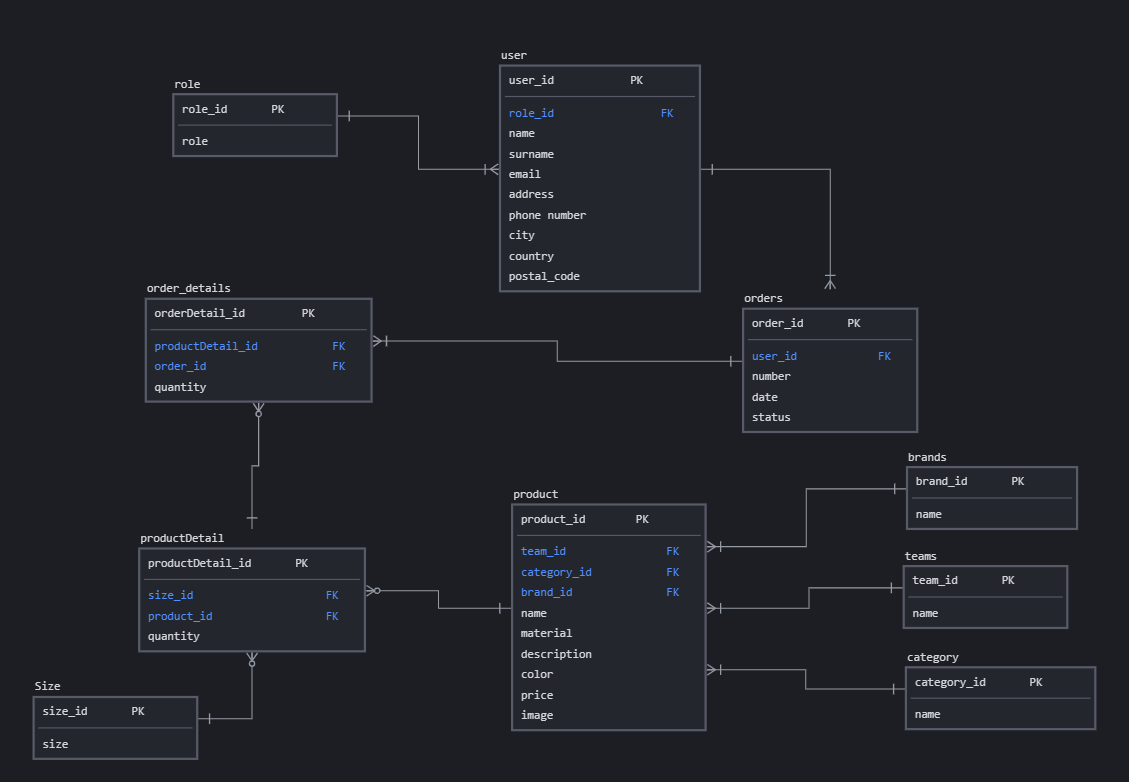 role
role_id PK
role
user
user_id PK
role_id FK
name
surname
email
address
phone number
city
country
postal_code
order_details
orderDetail_id PK
productDetail_id FK
order_id FK
quantity
orders
order_id PK
user_id FK
number
date
status
productDetail
productDetail_id PK
size_id FK
product_id FK
quantity
product
product_id PK
team_id FK
category_id FK
brand_id FK
name
material
description
color
price
image
brands
brand_id PK
name
teams
team_id PK
name
category
category_id PK
name
Size
size_id PK
size